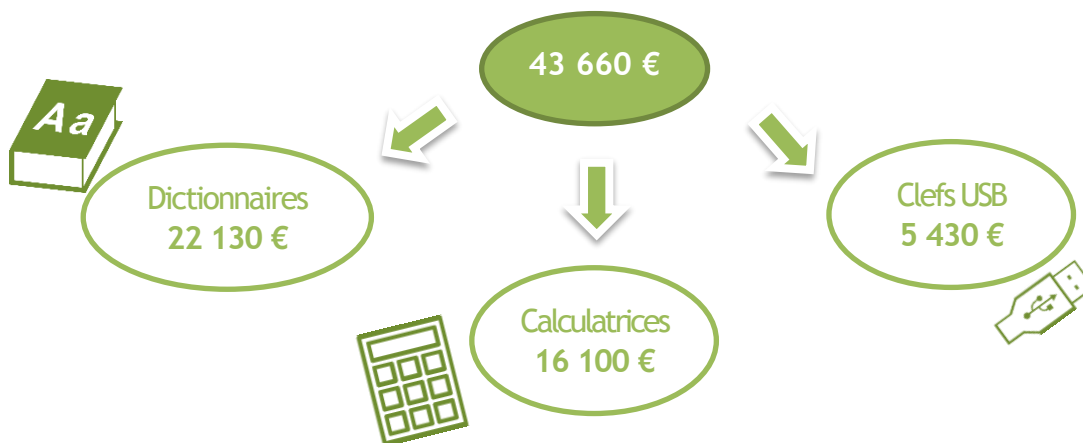 43 660 €
Aa
Dictionnaires
22 130 €
Clefs USB
5 430 €
Calculatrices
16 100 €